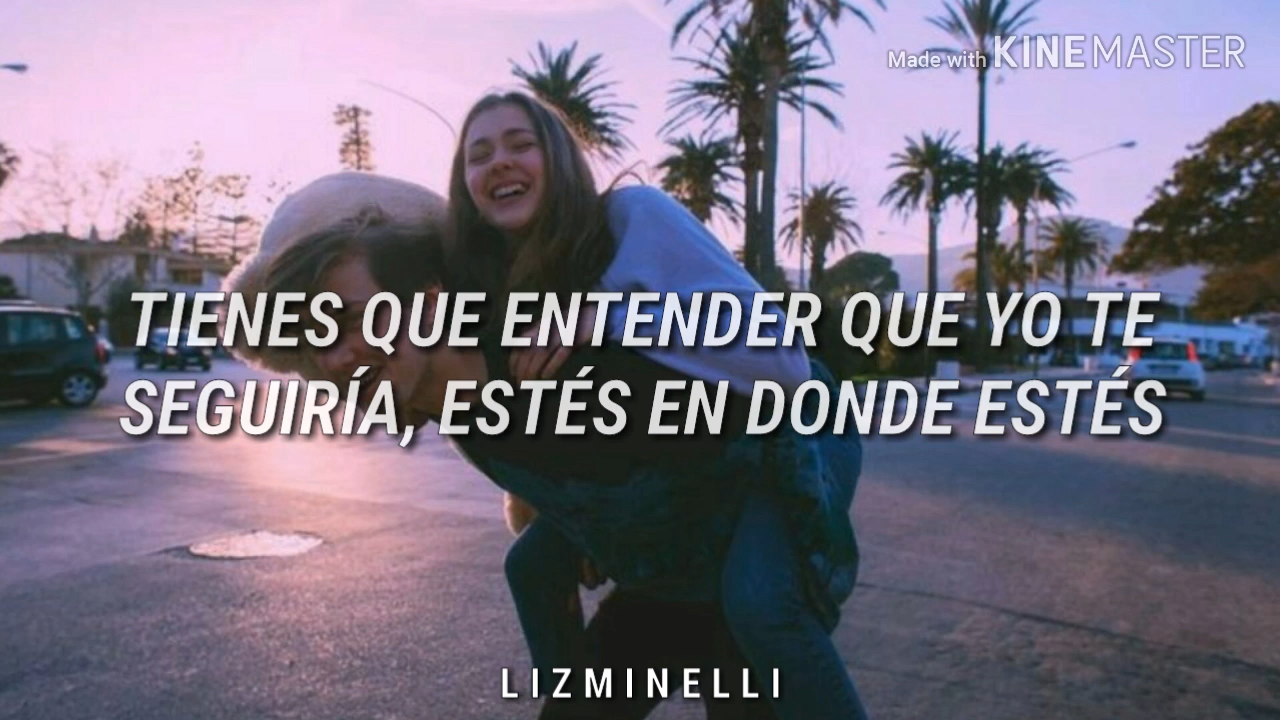 Made with KINEMASTER
TIENES QUE ENTENDER QUE YO TE
SEGUIRÍA, ESTÉS EN DONDE ESTÉS
LIZMINELLI